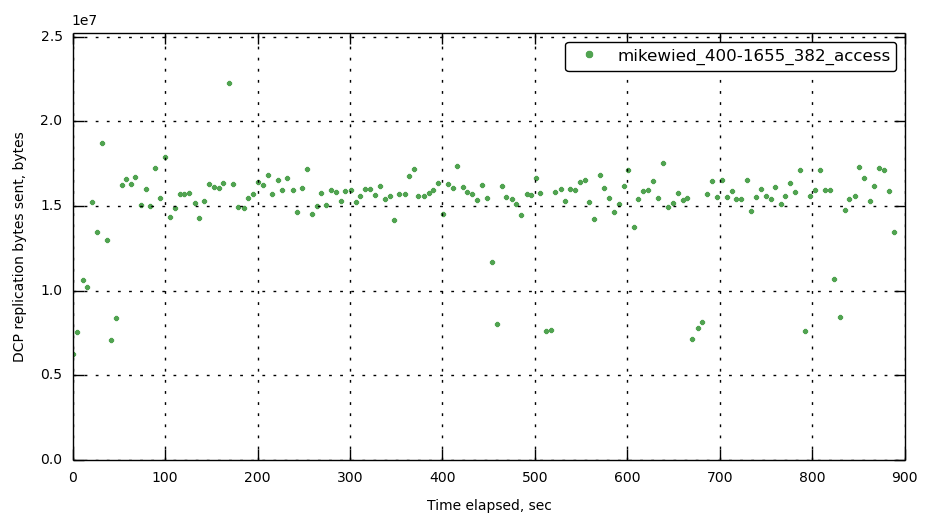 1e7
mikewied_400-1655_382_access
2.5
2.0
1.5
1.0
0.5
0.0
DCP replication bytes sent, bytes
0 100 200 300 400 500 600 700 800 900
Time elapsed, sec